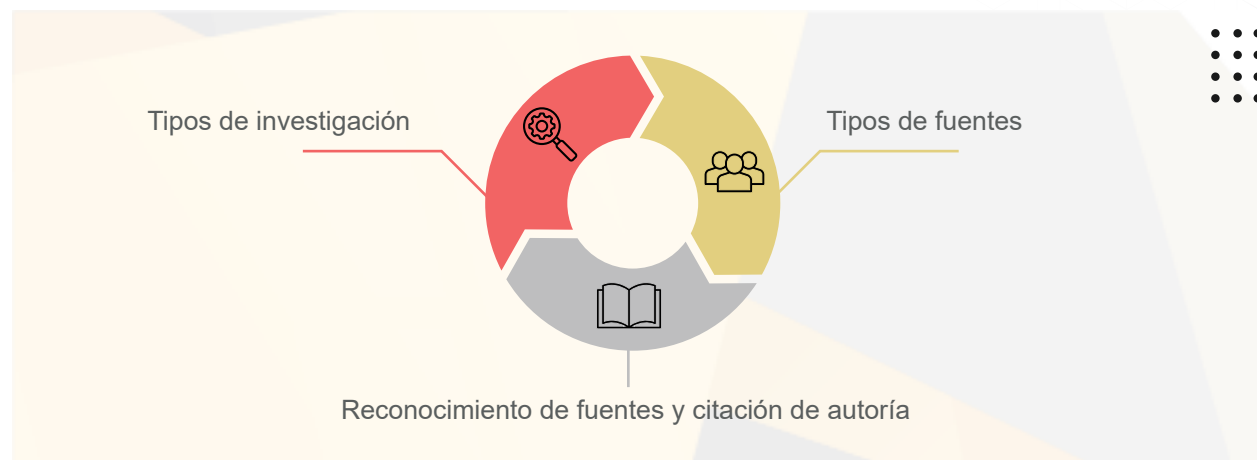 Tipos de investigación
Tipos de fuentes
Reconocimiento de fuentes y citación de autoría